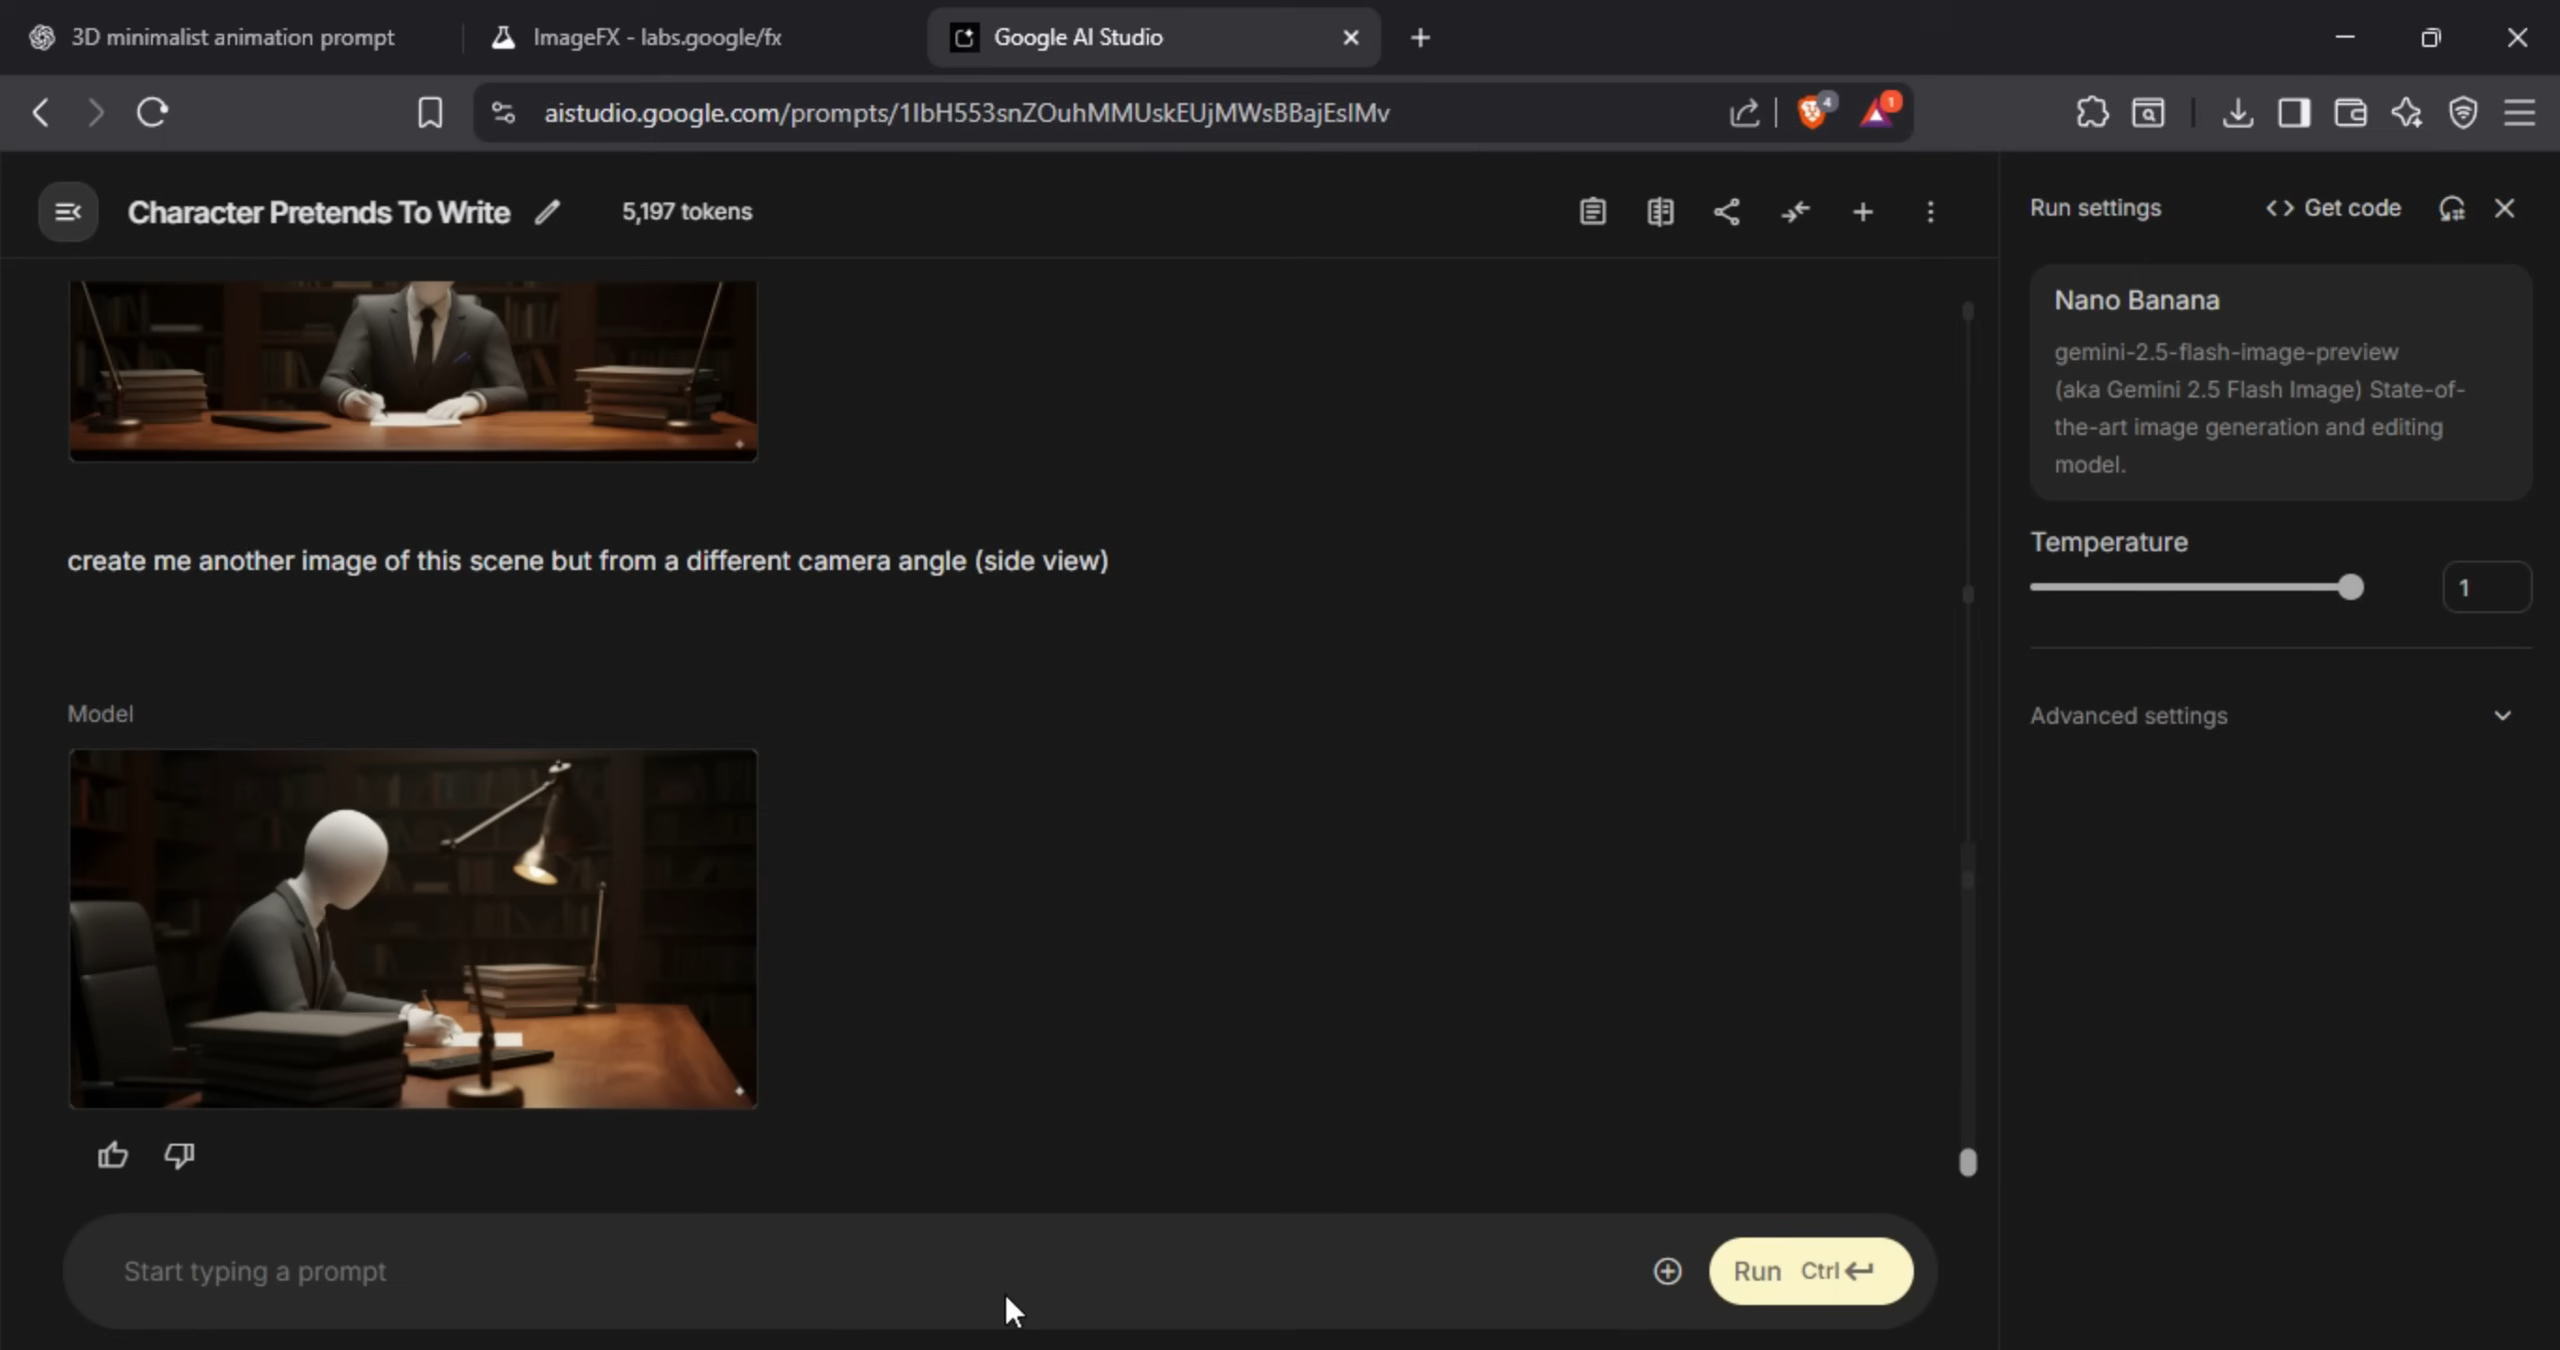 3D minimalist animation prompt
ImageFX - labs.google/fx
Google AI Studio
aistudio.google.com/prompts/1IbH553snZOuhMMUskEUjMWsBBajEslMv
4
1
Character Pretends To Write
5,197 tokens
create me another image of this scene but from a different camera angle (side view)
Model
Start typing a prompt
Run Ctrl
Run settings
<> Get code
Nano Banana
gemini-2.5-flash-image-preview
(aka Gemini 2.5 Flash Image) State-of-
the-art image generation and editing
model.
Temperature
1
Advanced settings